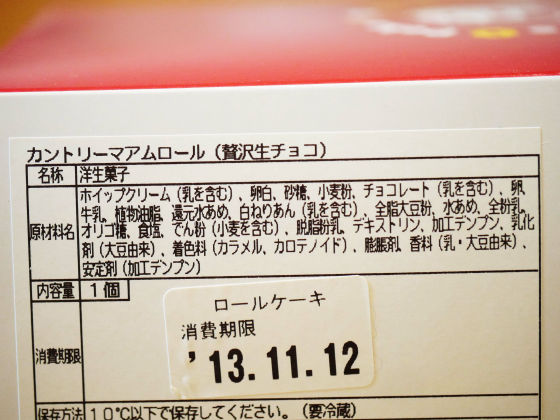 カントリーマアムロール（贅沢生チョコ）
名称 洋生菓子
原材料名 ホイップクリーム（乳を含む）、卵白、砂糖、小麦粉、チョコレート（乳を含む）、卵、
牛乳、植物油脂、還元水あめ、白ねりあん（乳を含む）、全脂大豆粉、水あめ、全粉乳、
オリゴ糖、食塩、でん粉（小麦を含む）、脱脂粉乳、デキストリン、加工デンプン、乳化
剤（大豆由来）、着色料（カラメル、カロテノイド）、膨脹剤、香料（乳・大豆由来）、
安定剤（加工デンプン）
内容量 1個
ロールケーキ
消費期限
消費期限 '13.11.12
保存方法 10℃以下で保存してください。（要冷蔵）